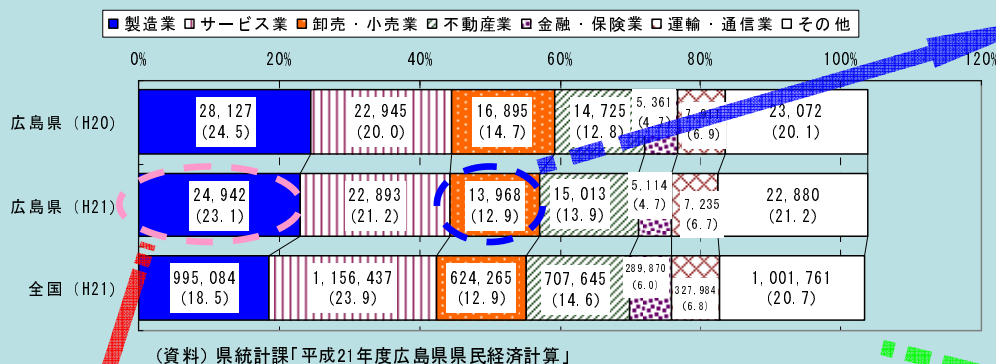 製造業 サービス業 卸売・小売業 不動産業 金融・保険業 運輸・通信業 その他
0% 20% 40% 60% 80% 100% 120%
広島県（H20） 28,127 22,945 16,895 14,725 5,361 23,072
(24.5) (20.0) (14.7) (12.8) (4.7) (6.9) (20.1)
広島県（H21） 24,942 22,893 13,968 15,013 5,114 7,235 22,880
(23.1) (21.2) (12.9) (13.9) (4.7) (6.7) (21.2)
全国（H21） 995,084 1,156,437 624,265 707,645 289,870 327,984 1,001,761
(18.5) (23.9) (12.9) (14.6) (6.0) (6.8) (20.7)
(資料) 県統計課「平成21年度広島県県民経済計算」